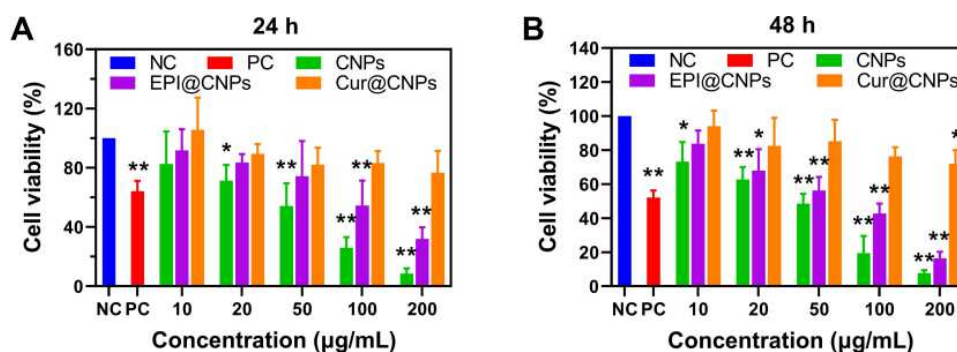 A
24 h
Cell viability (%)
160
120
80
40
0
NC
PC
CNPs
EPI@CNPs
Cur@CNPs
**
*
**
**
**
**
**
NC PC 10 20 50 100 200
Concentration (μg/mL)
B
48 h
Cell viability (%)
140
120
100
80
60
40
20
0
NC
PC
CNPs
EPI@CNPs
Cur@CNPs
**
*
**
*
**
**
**
**
**
**
*
NC PC 10 20 50 100 200
Concentration (μg/mL)